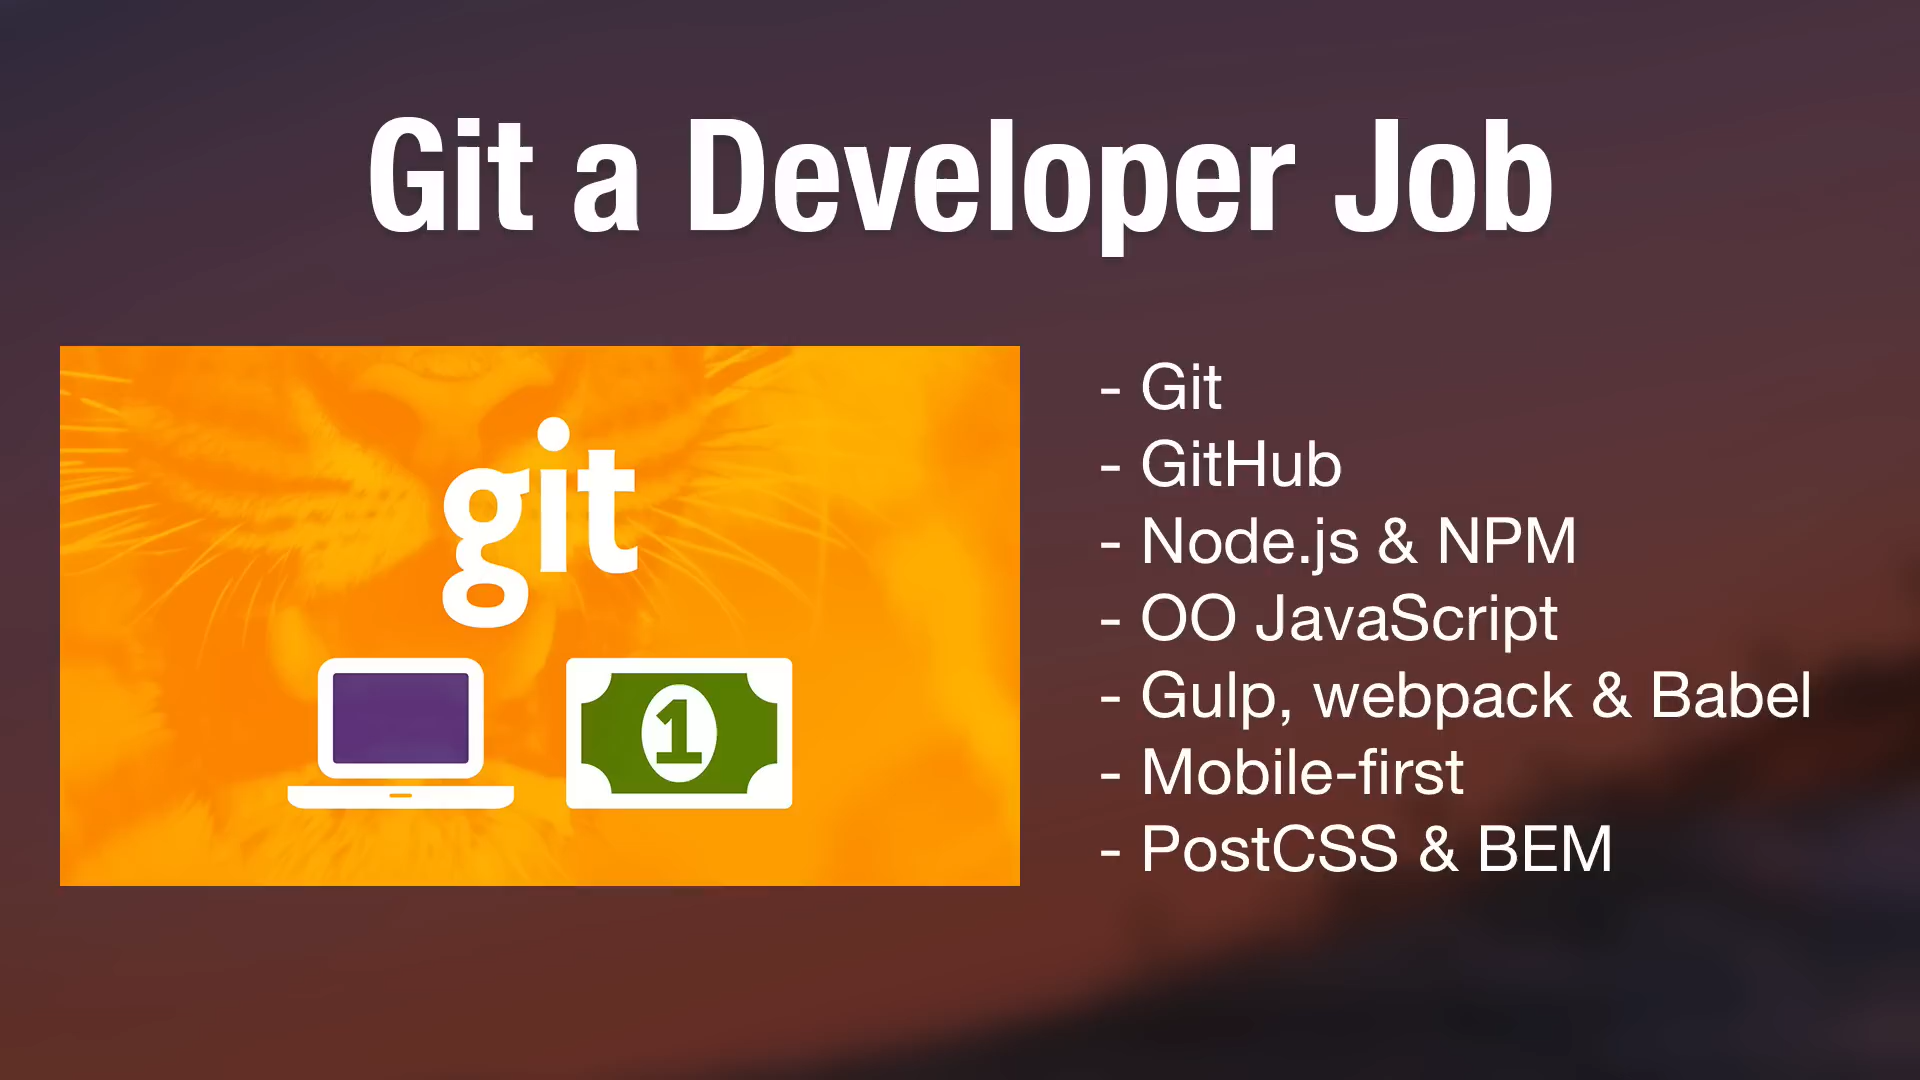 Git a Developer Job
git
1
- Git
- GitHub
- Node.js & NPM
- OO JavaScript
- Gulp, webpack & Babel
- Mobile-first
- PostCSS & BEM